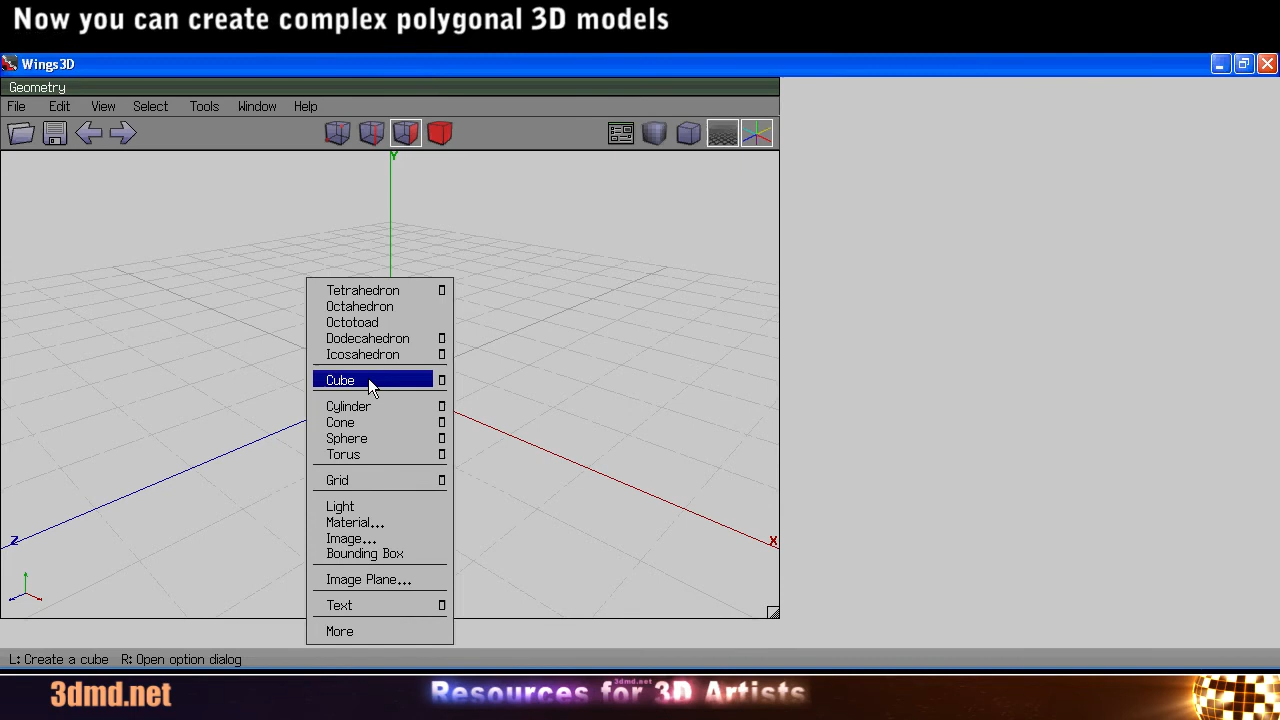 Now you can create complex polygonal 3D models
Wings3D
Geometry
File Edit View Select Tools Window Help
Y
Tetrahedron
Octahedron
Octotoad
Dodecahedron
Icosahedron
Cube
Cylinder
Cone
Sphere
Torus
Grid
Light
Material...
Image...
Bounding Box
Image Plane...
Text
More
Z
X
L: Create a cube R: Open option dialog
3dmd.net
3dmd.net
Resources for 3D Artists